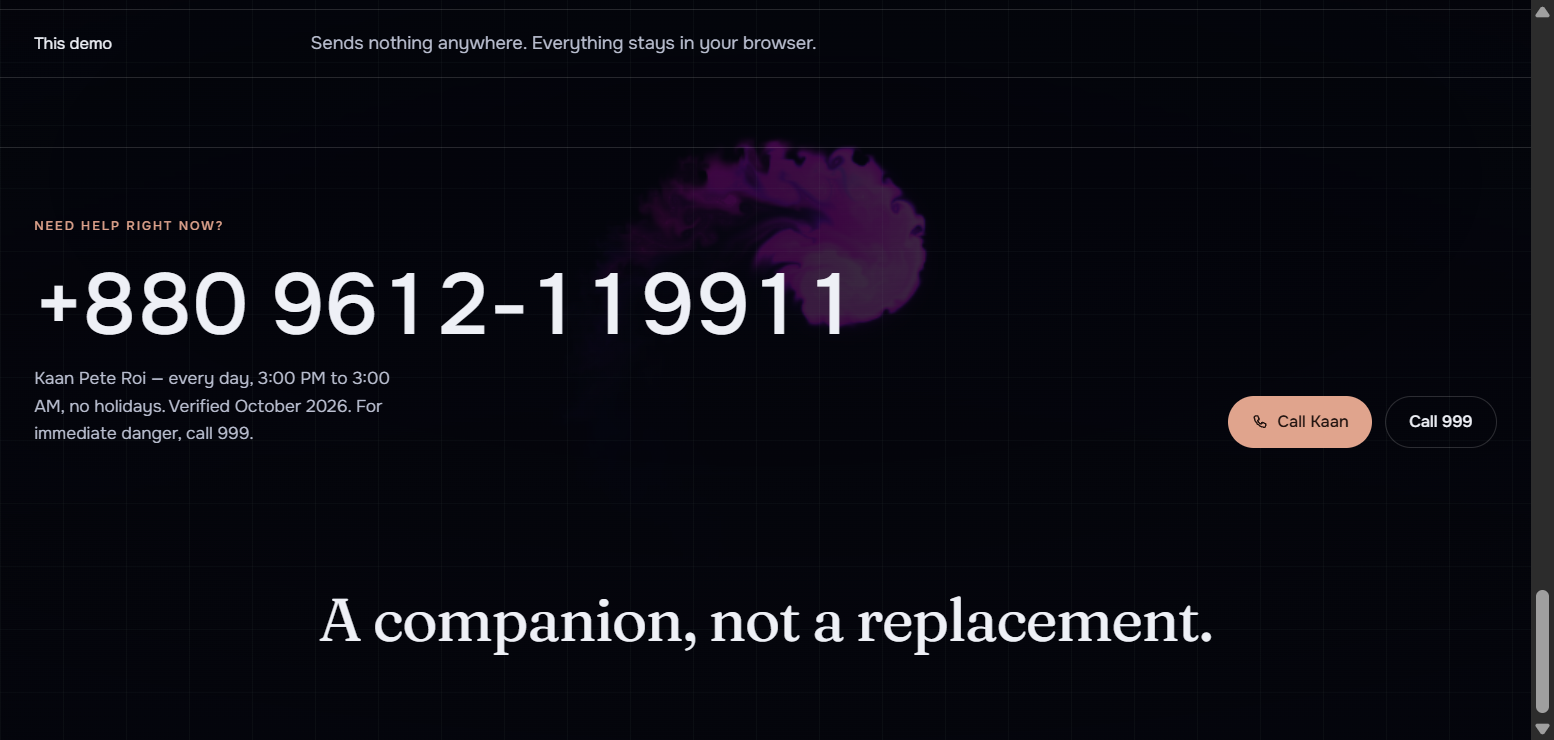 This demo
Sends nothing anywhere. Everything stays in your browser.
NEED HELP RIGHT NOW?
+880 9612-119911
Kaan Pete Roi — every day, 3:00 PM to 3:00
AM, no holidays. Verified October 2026. For
immediate danger, call 999.
Call Kaan
Call 999
A companion, not a replacement.